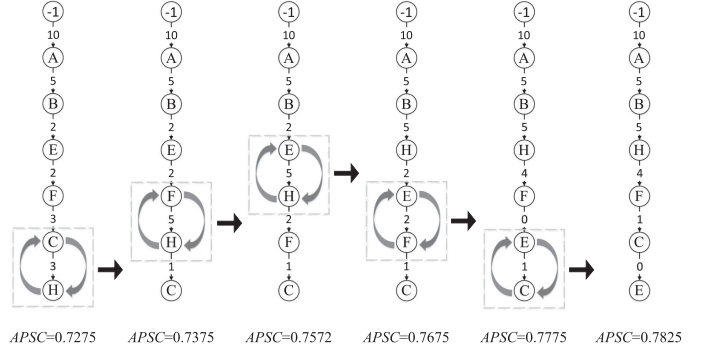 -1 -1 -1 -1 -1 -1
10 10 10 10 10 10
A A A A A A
5 5 5 5 5 5
B B B B B B
2 2 2 5 5 5
E E E H H H
2 2 5 2 4 4
F F H E F F
3 5 2 2 0 1
C H F F E C
3 1 1 1 1 0
H C C C C E
APSC=0.7275 APSC=0.7375 APSC=0.7572 APSC=0.7675 APSC=0.7775 APSC=0.7825